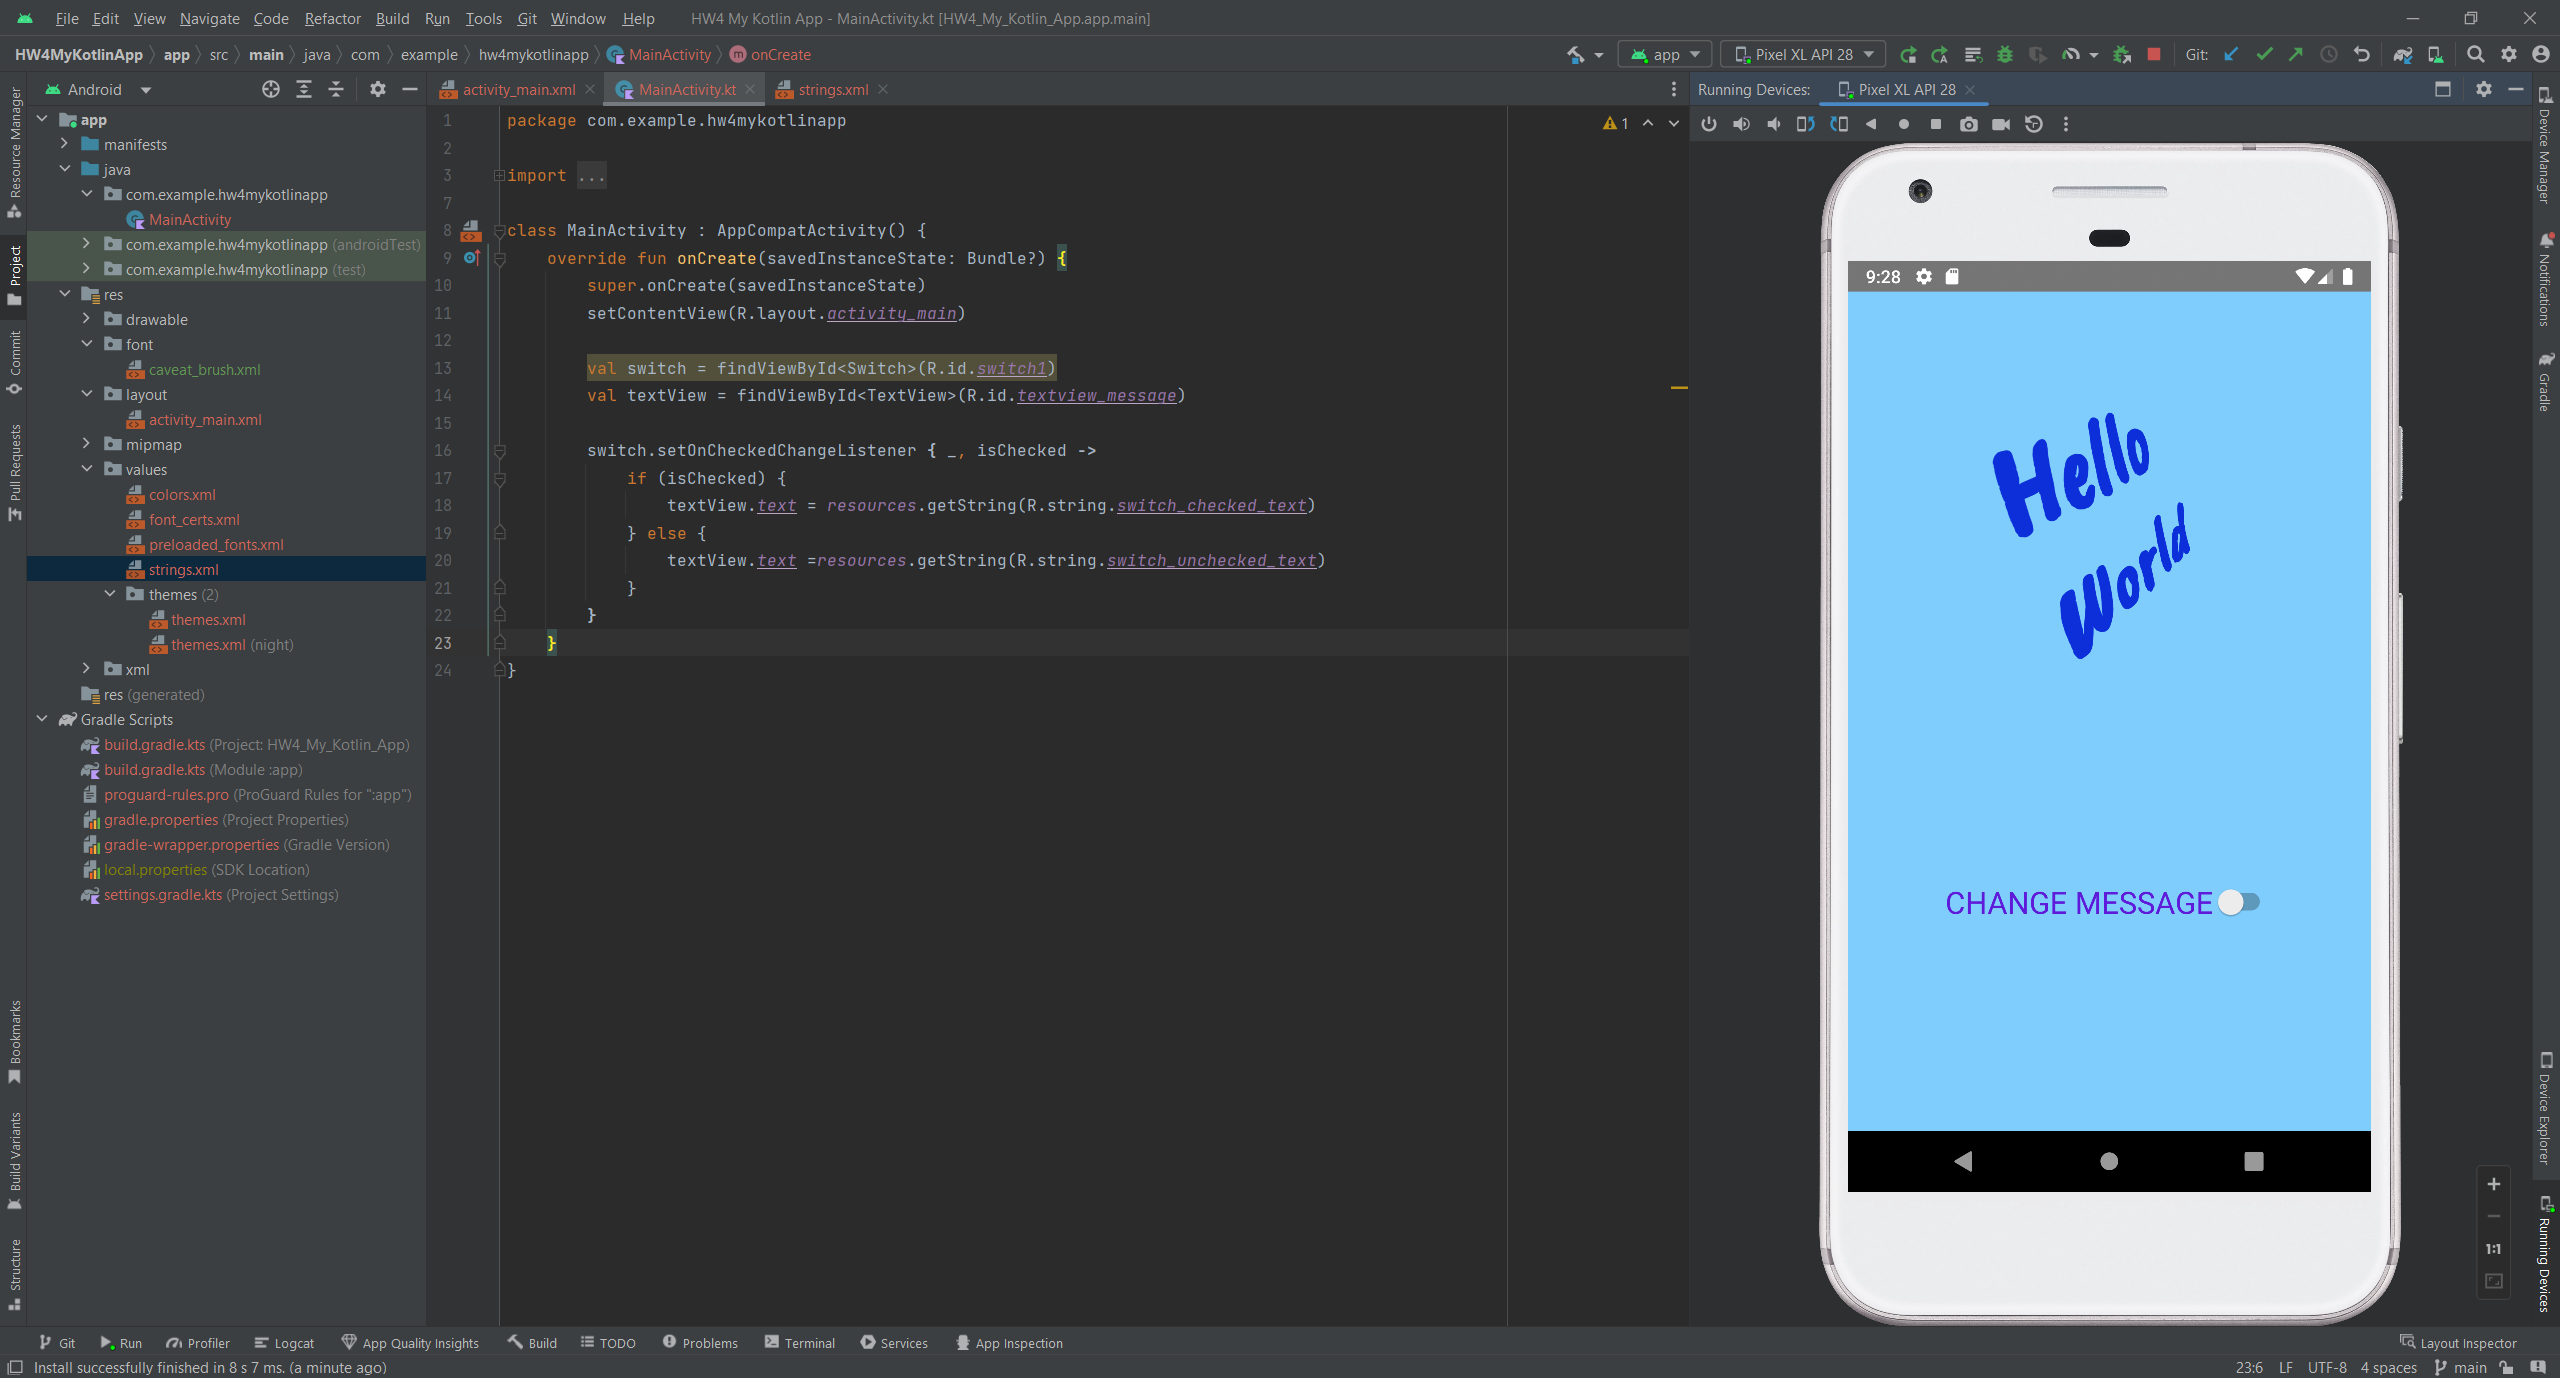 File Edit View Navigate Code Refactor Build Run Tools Git Window Help HW4 My Kotlin App - MainActivity.kt [HW4_My_Kotlin_App.app.main]
HW4MyKotlinApp app src main java com example hw4mykotlinapp MainActivity onCreate
app Pixel XL API 28 Git:
Resource Manager
Project
Commit
Pull Requests
Bookmarks
Build Variants
Structure
Android
app
manifests
java
com.example.hw4mykotlinapp
MainActivity
com.example.hw4mykotlinapp (androidTest)
com.example.hw4mykotlinapp (test)
res
drawable
font
caveat_brush.xml
layout
activity_main.xml
mipmap
values
colors.xml
font_certs.xml
preloaded_fonts.xml
strings.xml
themes (2)
themes.xml
themes.xml (night)
xml
res (generated)
Gradle Scripts
build.gradle.kts (Project: HW4_My_Kotlin_App)
build.gradle.kts (Module :app)
proguard-rules.pro (ProGuard Rules for ":app")
gradle.properties (Project Properties)
gradle-wrapper.properties (Gradle Version)
local.properties (SDK Location)
settings.gradle.kts (Project Settings)
activity_main.xml MainActivity.kt strings.xml
1 package com.example.hw4mykotlinapp
1
2
3 import ...
7
8 class MainActivity : AppCompatActivity() {
9 override fun onCreate(savedInstanceState: Bundle?) {
10 super.onCreate(savedInstanceState)
11 setContentView(R.layout.activity_main)
12
13 val switch = findViewById<Switch>(R.id.switch1)
14 val textView = findViewById<TextView>(R.id.textview_message)
15
16 switch.setOnCheckedChangeListener { _, isChecked ->
17 if (isChecked) {
18 textView.text = resources.getString(R.string.switch_checked_text)
19 } else {
20 textView.text =resources.getString(R.string.switch_unchecked_text)
21 }
22 }
23 }
24 }
Running Devices: Pixel XL API 28
9:28
Hello
World
CHANGE MESSAGE
1:1
Device Manager
Notifications
Gradle
Device Explorer
Running Devices
Git Run Profiler Logcat App Quality Insights Build TODO Problems Terminal Services App Inspection Layout Inspector
Install successfully finished in 8 s 7 ms. (a minute ago) 23:6 LF UTF-8 4 spaces main